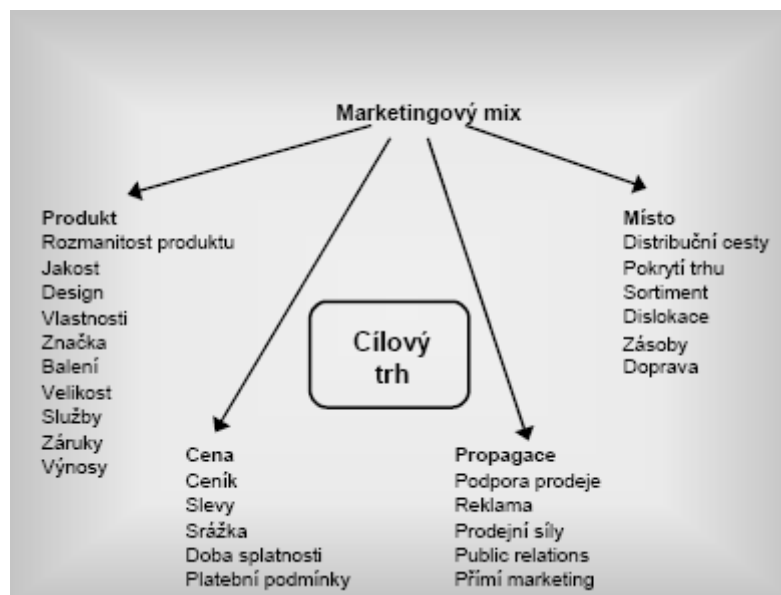 Marketingový mix
Produkt
Rozmanitost produktu
Jakost
Design
Vlastnosti
Značka
Balení
Velikost
Služby
Záruky
Výnosy
Cílový
trh
Cena
Ceník
Slevy
Srážka
Doba splatnosti
Platební podmínky
Propagace
Podpora prodeje
Reklama
Prodejní síly
Public relations
Přímí marketing
Místo
Distribuční cesty
Pokrytí trhu
Sortiment
Dislokace
Zásoby
Doprava